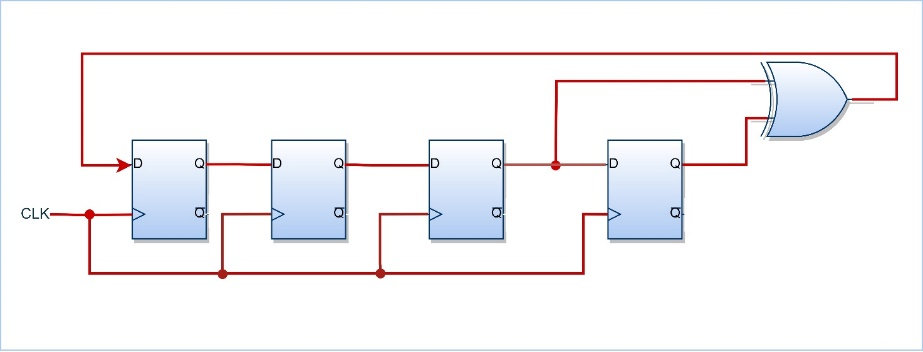 D Q D Q D Q D Q
CLK Q̅ Q̅ Q̅ Q̅